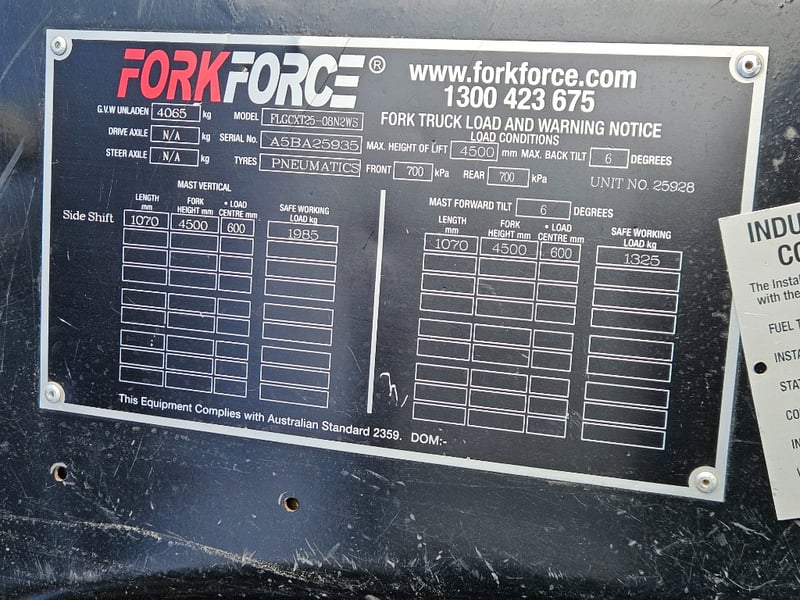 FORKFORCE®
www.forkforce.com
1300 423 675
FORK TRUCK LOAD AND WARNING NOTICE
LOAD CONDITIONS
G.V.W UNLADEN 4065 kg MODEL FLGCXT25-08N2WS
DRIVE AXILE N/A kg SERIAL No. A5BA25935 MAX. HEIGHT OF LIFT 4500 mm MAX. BACK TILT 6 DEGREES
STEER AXILE N/A kg TYRES PNEUMATICS FRONT 700 kPa REAR 700 kPa UNIT NO. 25928
MAST VERTICAL
LENGTH mm FORK HEIGHT mm • LOAD CENTRE mm SAFE WORKING LOAD kg
Side Shift 1070 4500 600 1985
MAST FORWARD TILT 6 DEGREES
LENGTH mm FORK HEIGHT mm • LOAD CENTRE mm SAFE WORKING LOAD kg
1070 4500 600 1325
This Equipment Complies with Australian Standard 2359. DOM:-
INDU
CO
The Instal
with the
FUEL T
INSTA
STAT
CO
IN